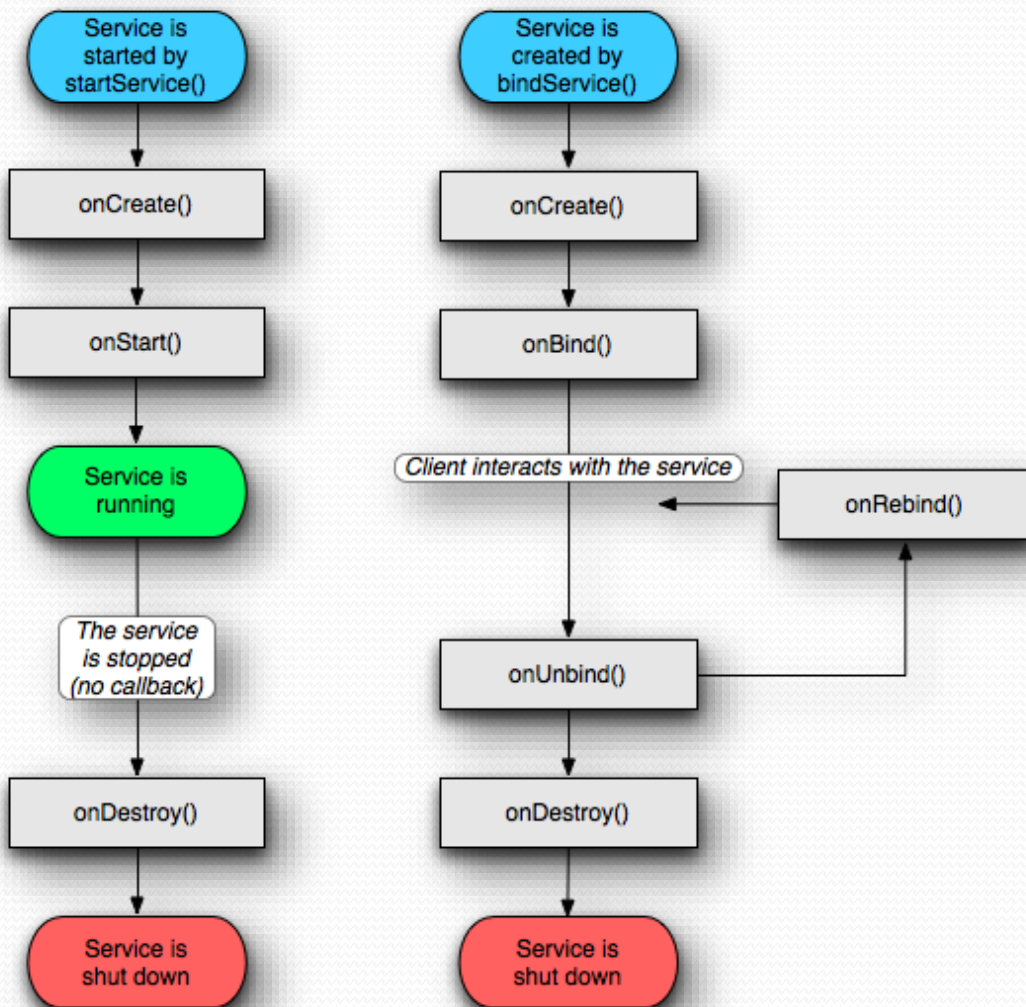 Service is
started by
startService()
onCreate()
onStart()
Service is
running
The service
is stopped
(no callback)
onDestroy()
Service is
shut down
Service is
created by
bindService()
onCreate()
onBind()
Client interacts with the service
onRebind()
onUnbind()
onDestroy()
Service is
shut down